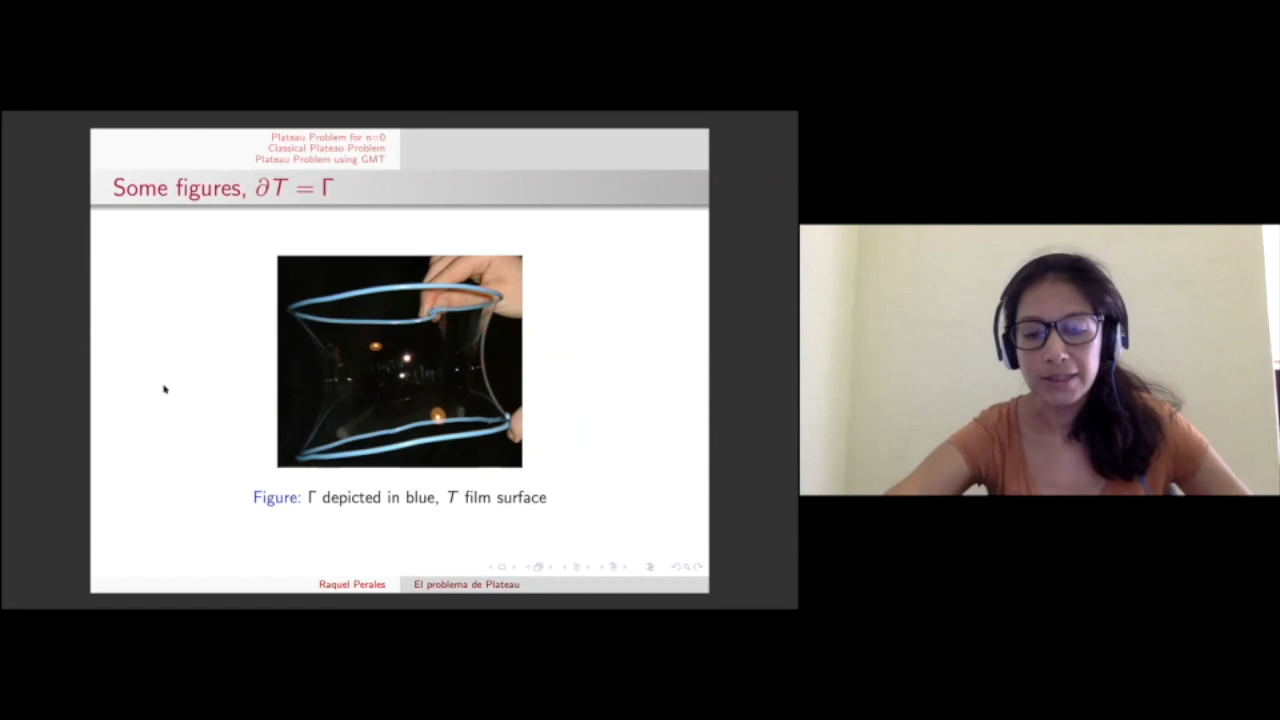 Plateau Problem for n=0
Classical Plateau Problem
Plateau Problem using GMT
Some figures, ∂T = Γ
Figure: Γ depicted in blue, T film surface
Raquel Perales
El problema de Plateau